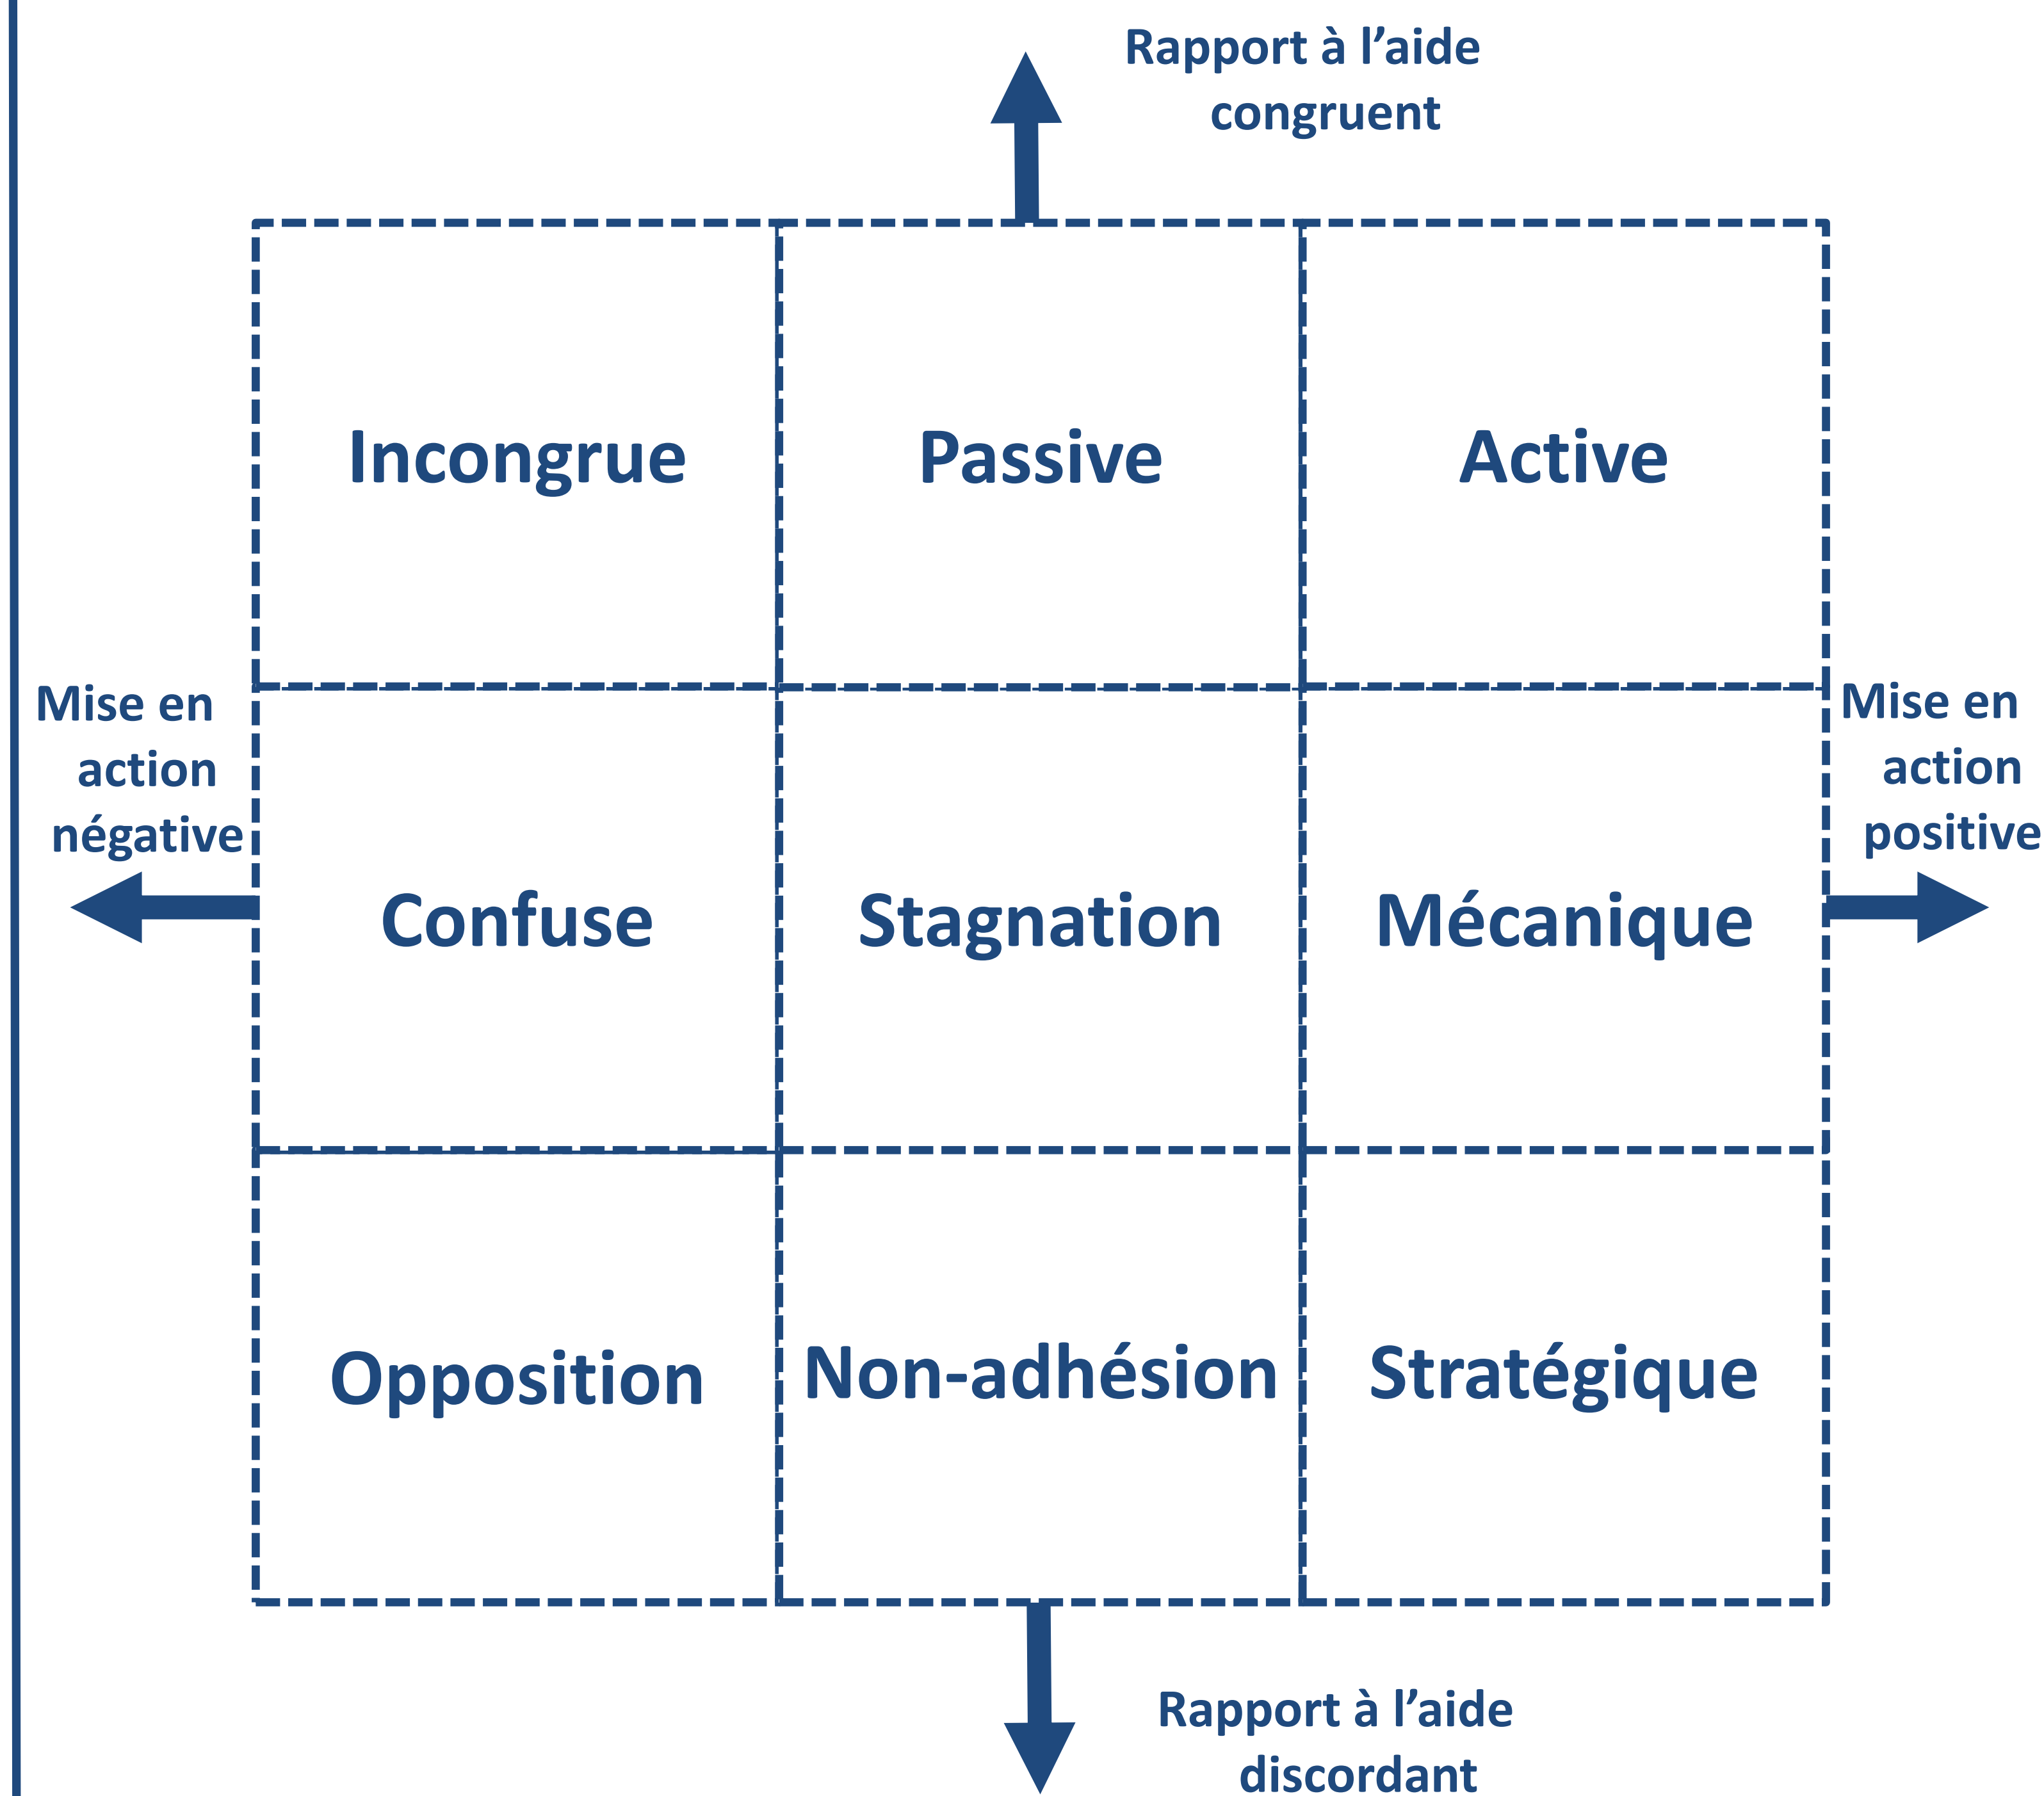 Rapport à l’aide
congruent
Incongrue
Passive
Active
Mise en
action
négative
Mise en
action
positive
Confuse
Stagnation
Mécanique
Opposition
Non-adhésion
Stratégique
Rapport à l’aide
discordant